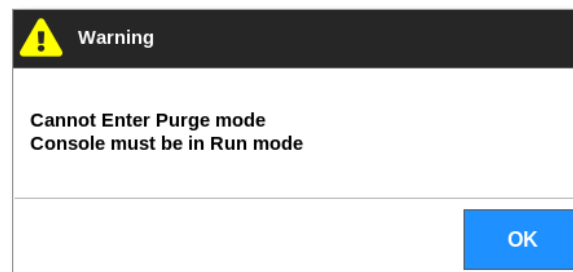 Warning
Cannot Enter Purge mode
Console must be in Run mode
OK